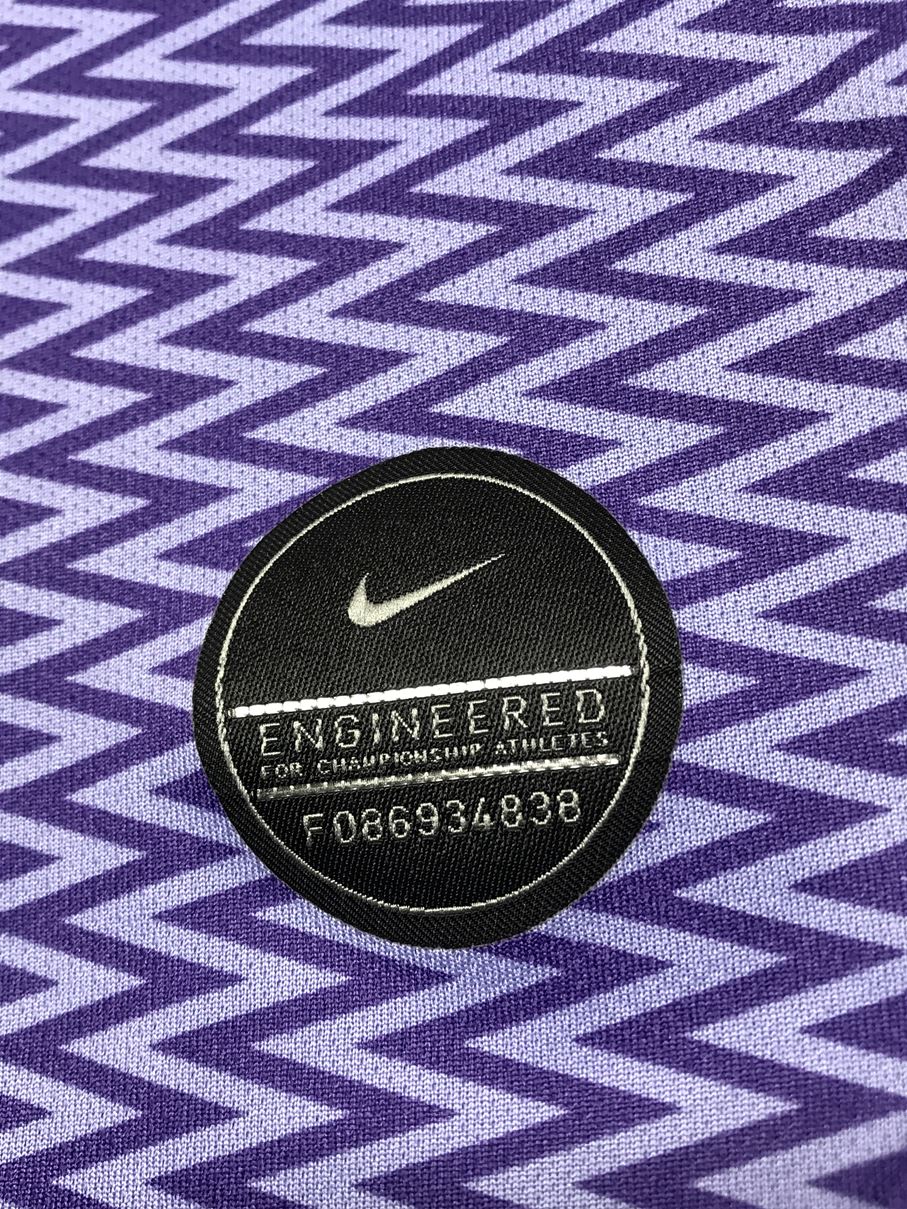 ENGINEERED
FOR CHAMPIONSHIP ATHLETES
F086934838